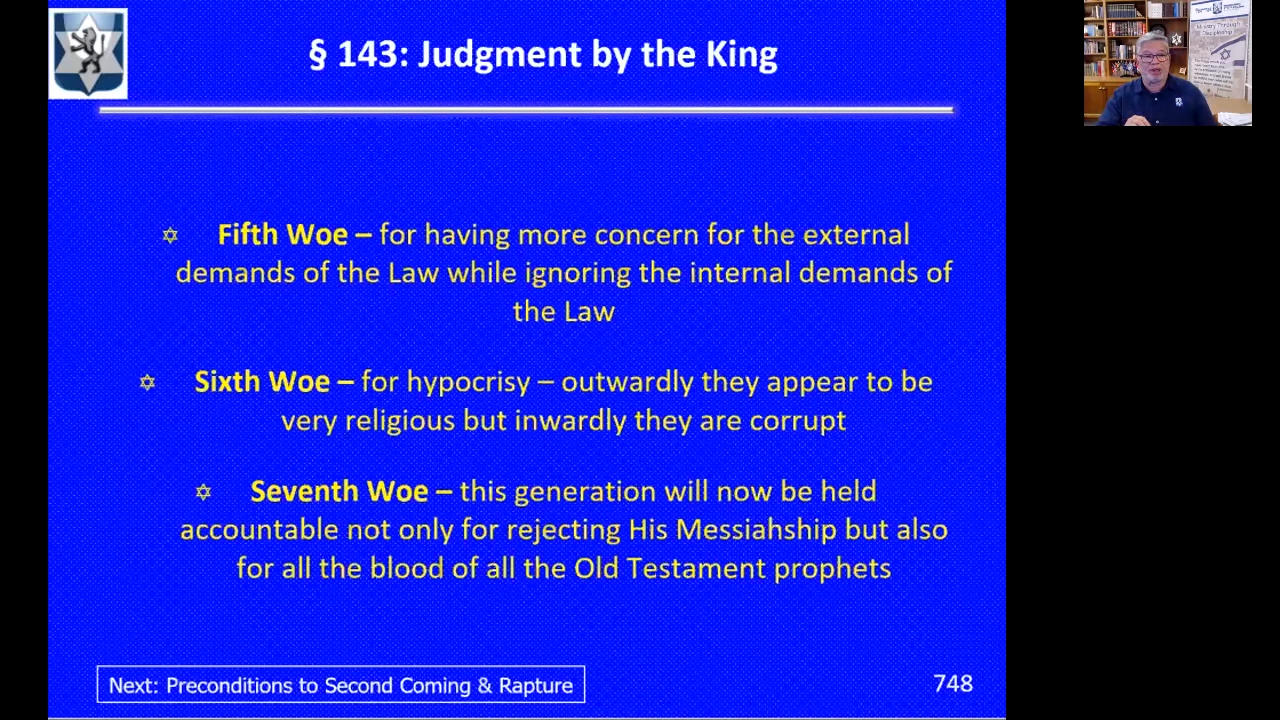 § 143: Judgment by the King
✡ Fifth Woe – for having more concern for the external
demands of the Law while ignoring the internal demands of
the Law
✡ Sixth Woe – for hypocrisy – outwardly they appear to be
very religious but inwardly they are corrupt
✡ Seventh Woe – this generation will now be held
accountable not only for rejecting His Messiahship but also
for all the blood of all the Old Testament prophets
Next: Preconditions to Second Coming & Rapture
748
Ministry Through
Discipleship